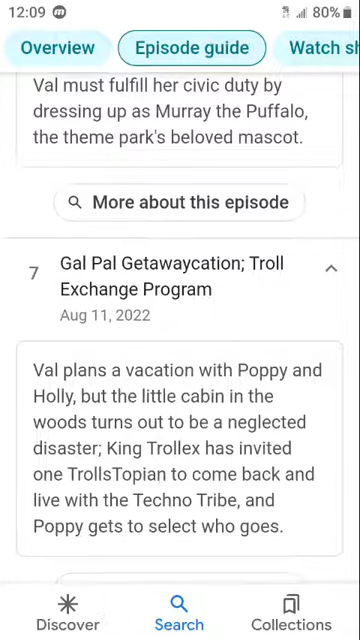 12:09 m 80%
Overview Episode guide Watch sh
Val must fulfill her civic duty by
dressing up as Murray the Puffalo,
the theme park's beloved mascot.
More about this episode
7 Gal Pal Getawaycation; Troll
Exchange Program
Aug 11, 2022
Val plans a vacation with Poppy and
Holly, but the little cabin in the
woods turns out to be a neglected
disaster; King Trollex has invited
one TrollsTopian to come back and
live with the Techno Tribe, and
Poppy gets to select who goes.
Discover Search Collections